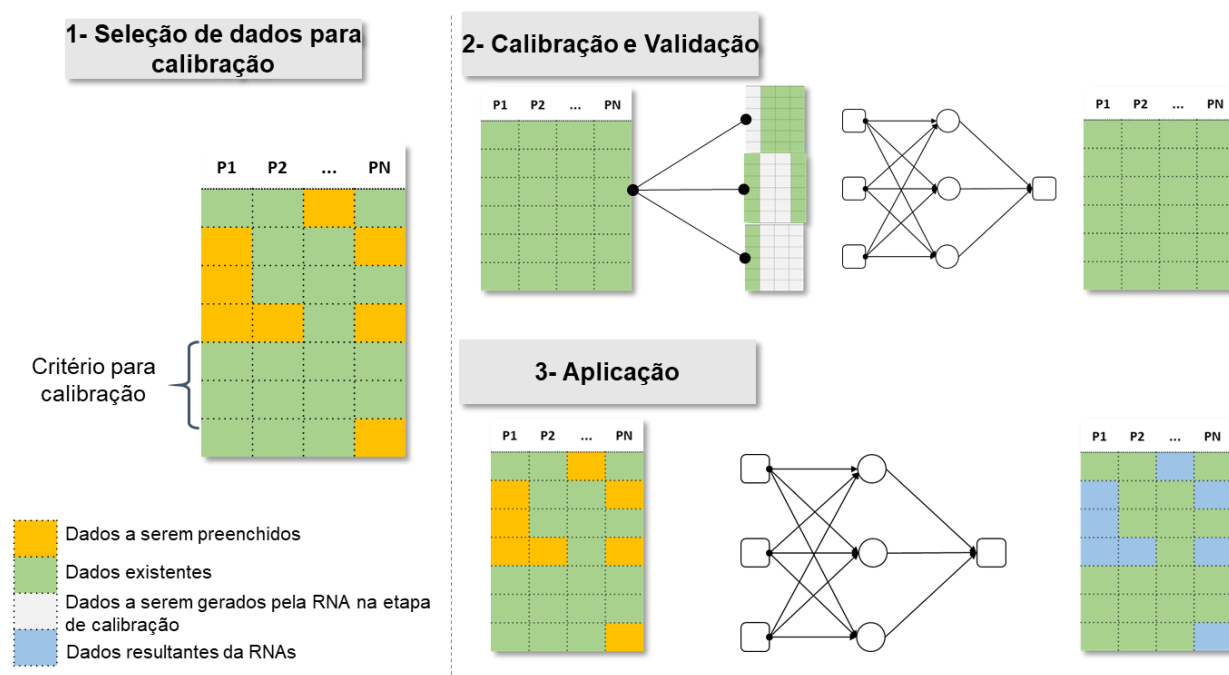 1- Seleção de dados para
calibração
P1 P2 ... PN
Critério para
calibração
Dados a serem preenchidos
Dados existentes
Dados a serem gerados pela RNA na etapa
de calibração
Dados resultantes da RNAs
2- Calibração e Validação
P1 P2 ... PN
P1 P2 ... PN
3- Aplicação
P1 P2 ... PN
P1 P2 ... PN